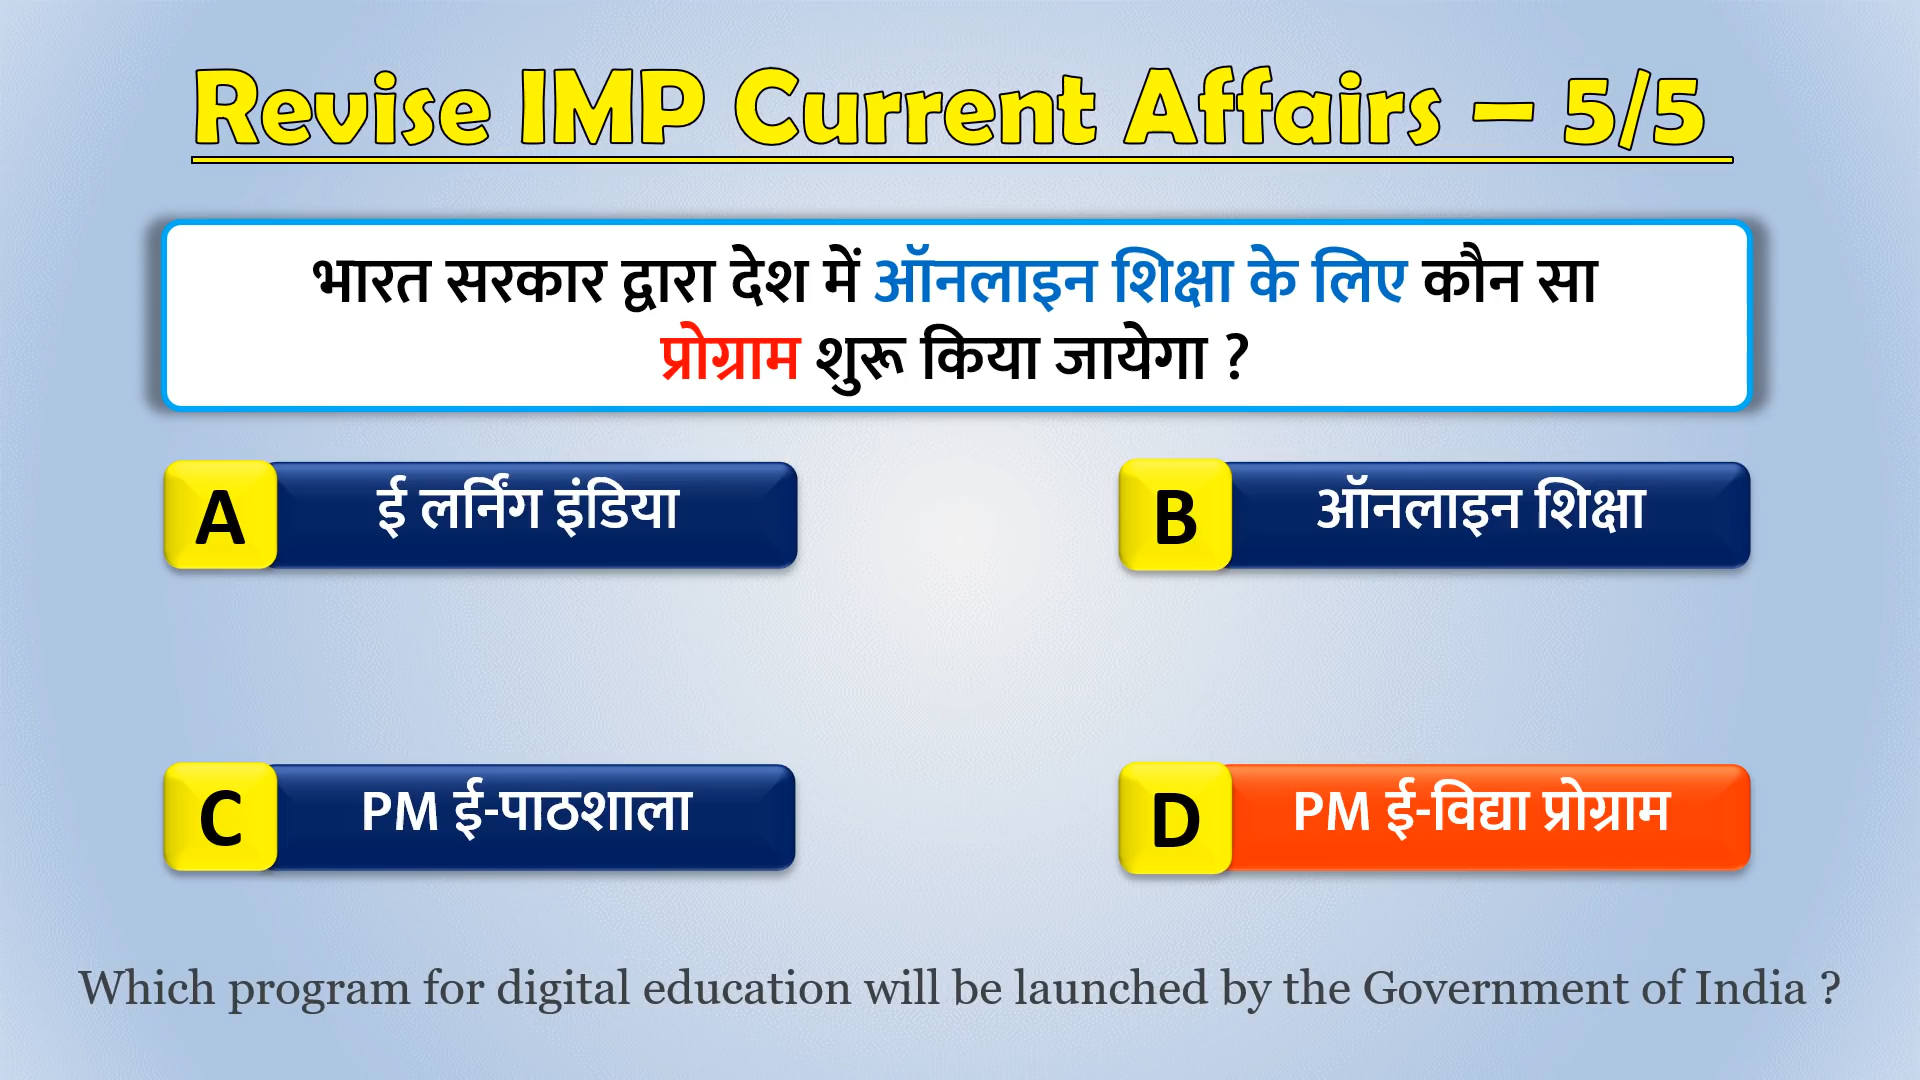 Revise IMP Current Affairs – 5/5
भारत सरकार द्वारा देश में ऑनलाइन शिक्षा के लिए कौन सा
प्रोग्राम शुरू किया जायेगा ?
A ई लर्निंग इंडिया
B ऑनलाइन शिक्षा
C PM ई-पाठशाला
D PM ई-विद्या प्रोग्राम
Which program for digital education will be launched by the Government of India ?